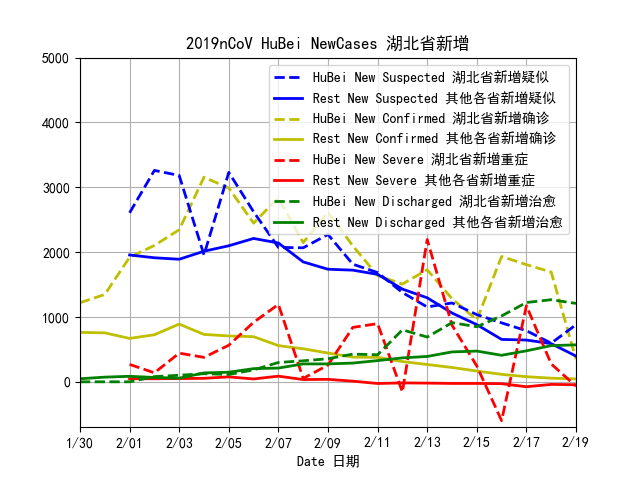 2019nCoV HuBei NewCases 湖北省新增
5000
4000
3000
2000
1000
0
HuBei New Suspected 湖北省新增疑似
Rest New Suspected 其他各省新增疑似
HuBei New Confirmed 湖北省新增确诊
Rest New Confirmed 其他各省新增确诊
HuBei New Severe 湖北省新增重症
Rest New Severe 其他各省新增重症
HuBei New Discharged 湖北省新增治愈
Rest New Discharged 其他各省新增治愈
1/30 2/01 2/03 2/05 2/07 2/09 2/11 2/13 2/15 2/17 2/19
Date 日期